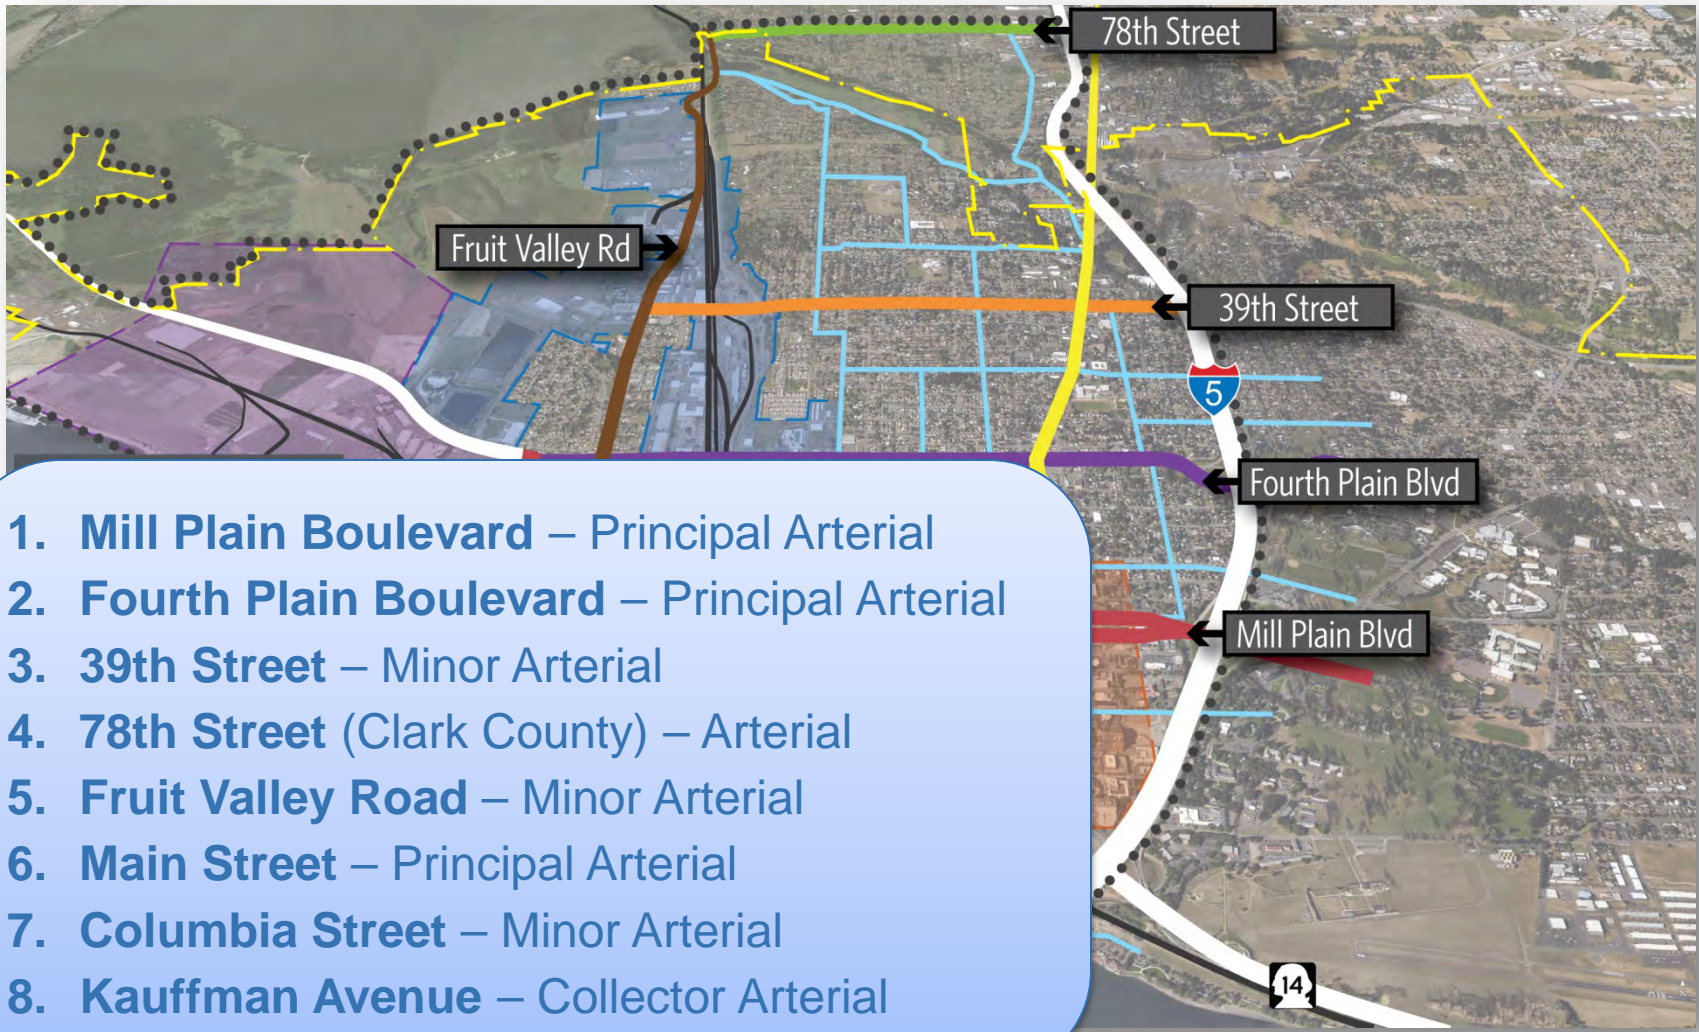 78th Street
Fruit Valley Rd
39th Street
5
Fourth Plain Blvd
Mill Plain Blvd
14
1. Mill Plain Boulevard – Principal Arterial
2. Fourth Plain Boulevard – Principal Arterial
3. 39th Street – Minor Arterial
4. 78th Street (Clark County) – Arterial
5. Fruit Valley Road – Minor Arterial
6. Main Street – Principal Arterial
7. Columbia Street – Minor Arterial
8. Kauffman Avenue – Collector Arterial